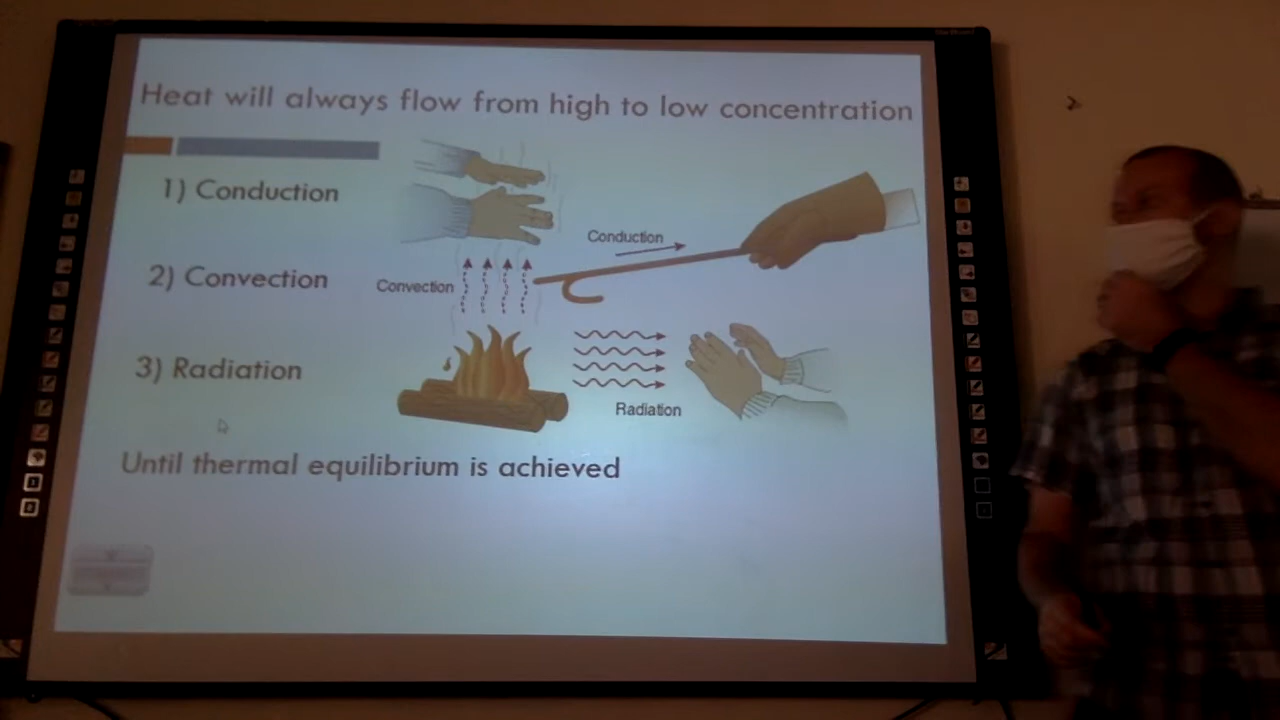 Heat will always flow from high to low concentration
1) Conduction
Conduction
2) Convection
Convection
3) Radiation
Radiation
Until thermal equilibrium is achieved